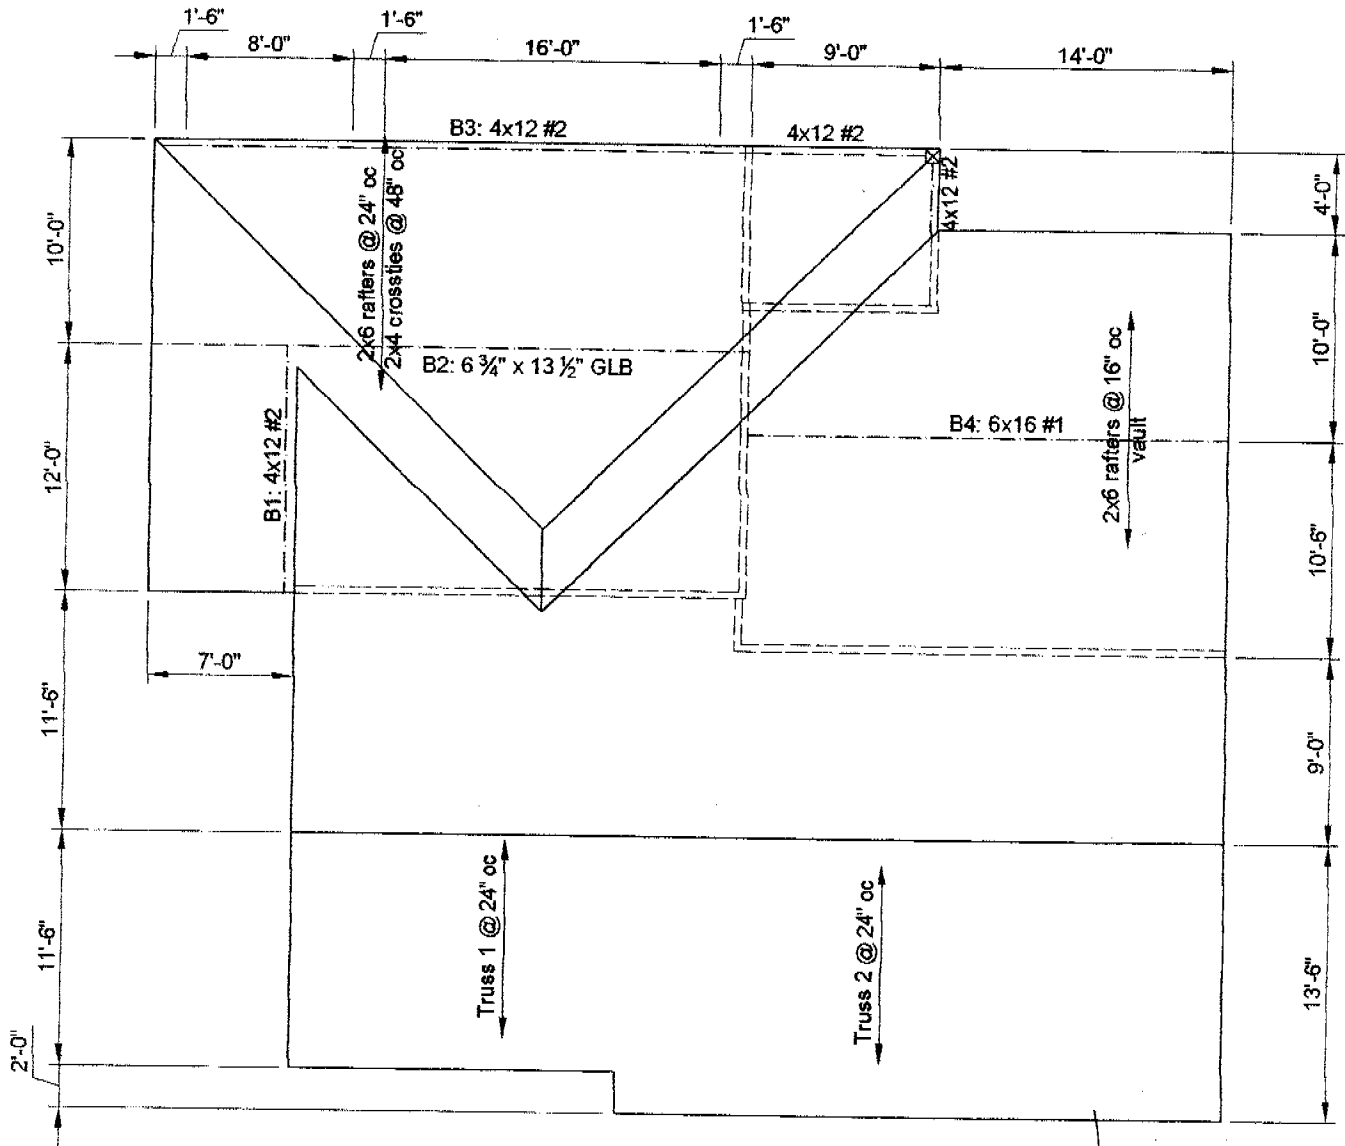 1'-6"
8'-0"
1'-6"
16'-0"
1'-6"
9'-0"
14'-0"
B3: 4x12 #2
4x12 #2
4x12 #2
4'-0"
10'-0"
2x6 rafters @ 24" oc
2x4 crossties @ 48" oc
B2: 6 ¾" x 13 ½" GLB
10'-0"
2x6 rafters @ 16" oc
vault
B4: 6x16 #1
B1: 4x12 #2
12'-0"
10'-6"
7'-0"
11'-6"
9'-0"
Truss 1 @ 24" oc
Truss 2 @ 24" oc
11'-6"
13'-6"
2'-0"